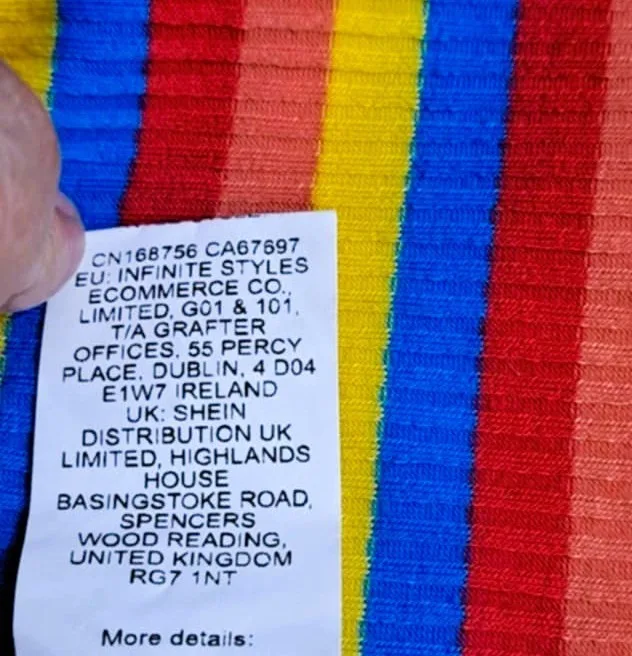 CN168756 CA67697
EU: INFINITE STYLES
ECOMMERCE CO.,
LIMITED, G01 & 101,
T/A GRAFTER
OFFICES, 55 PERCY
PLACE, DUBLIN, 4 D04
E1W7 IRELAND
UK: SHEIN
DISTRIBUTION UK
LIMITED, HIGHLANDS
HOUSE
BASINGSTOKE ROAD,
SPENCERS
WOOD READING,
UNITED KINGDOM
RG7 1NT
More details: